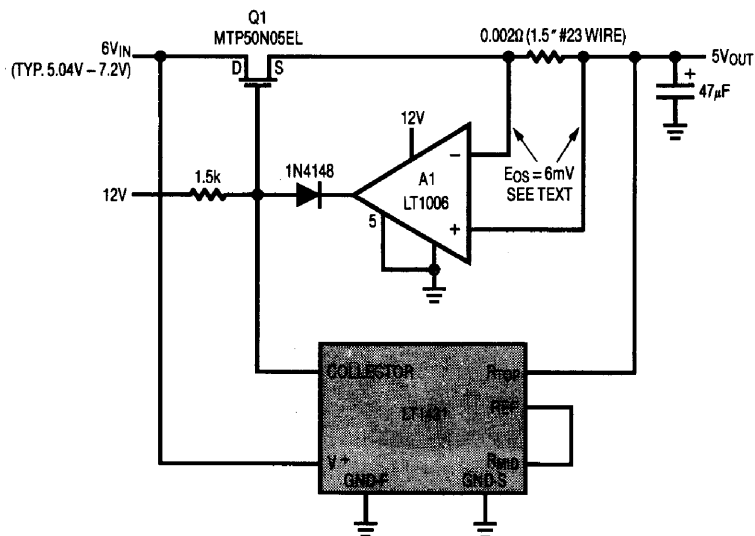 Q1
MTP50N05EL
0.002Ω (1.5" #23 WIRE)
6VIN
(TYP. 5.04V – 7.2V)
D
S
5VOUT
+
47µF
12V
–
A1
LT1006
5
+
EOS = 6mV
SEE TEXT
1.5k
1N4148
12V
COLLECTOR
RTOP
LT1431
REF
RMID
V+
GND-F
GND-S